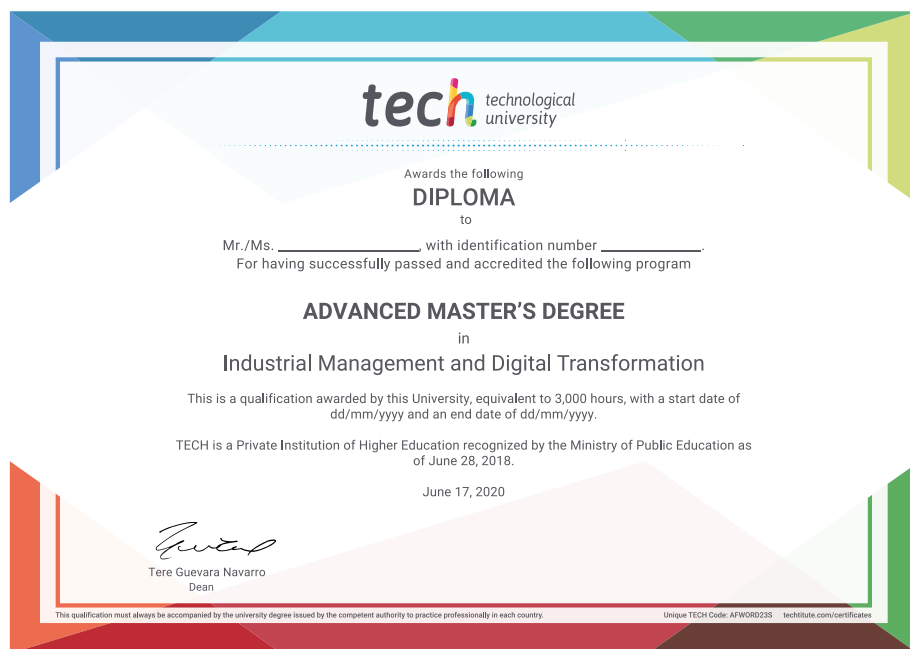 tech technological
university
Awards the following
DIPLOMA
to
Mr./Ms. ________________, with identification number ____________.
For having successfully passed and accredited the following program
ADVANCED MASTER'S DEGREE
in
Industrial Management and Digital Transformation
This is a qualification awarded by this University, equivalent to 3,000 hours, with a start date of
dd/mm/yyyy and an end date of dd/mm/yyyy.
TECH is a Private Institution of Higher Education recognized by the Ministry of Public Education as
of June 28, 2018.
June 17, 2020
Tere Guevara Navarro
Dean
This qualification must always be accompanied by the university degree issued by the competent authority to practice professionally in each country. Unique TECH Code: AFWORD23S techtitute.com/certificates